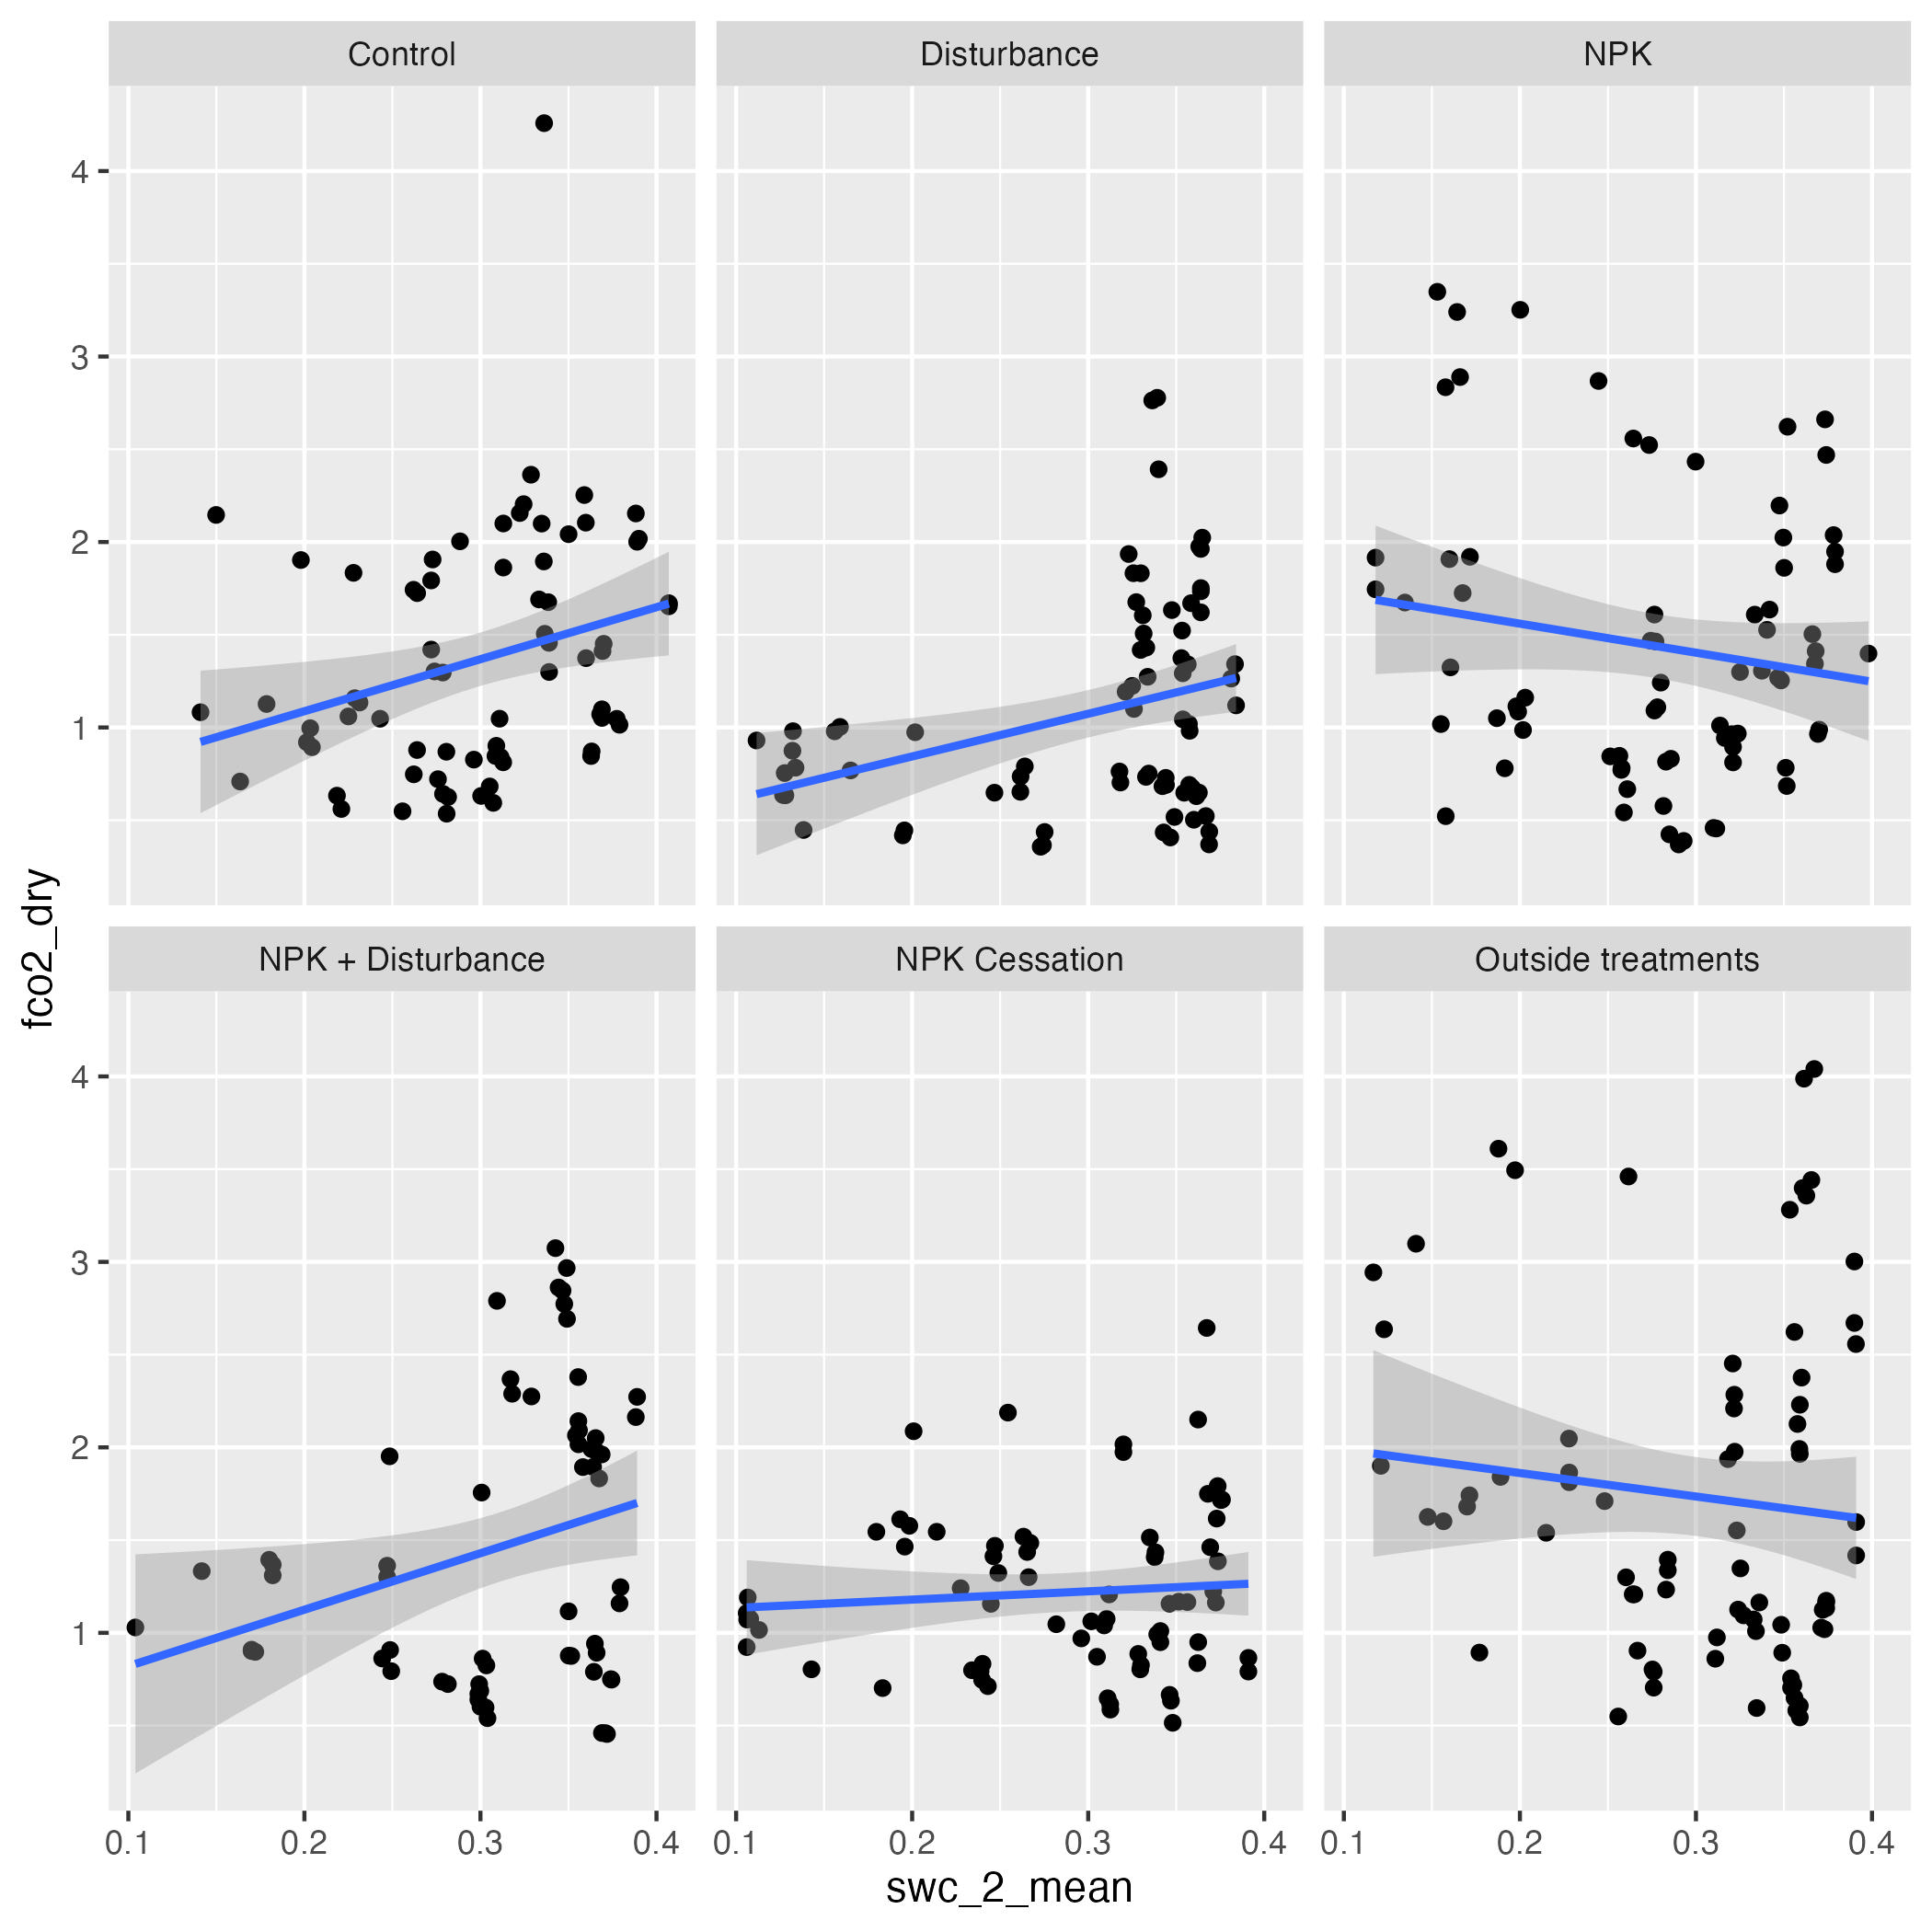 Control
Disturbance
NPK
4
3
2
1
NPK + Disturbance
NPK Cessation
Outside treatments
4
3
2
1
fco2_dry
0.1 0.2 0.3 0.4
0.1 0.2 0.3 0.4
0.1 0.2 0.3 0.4
swc_2_mean